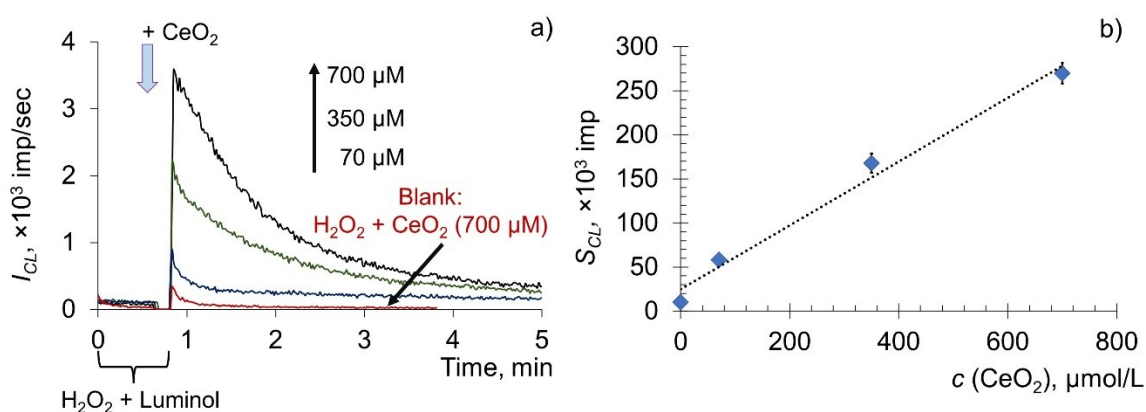 + CeO₂
a)
4
3
2
1
0
I_CL, ×10³ imp/sec
700 µM
350 µM
70 µM
Blank:
H₂O₂ + CeO₂ (700 µM)
0 1 2 3 4 5
Time, min
H₂O₂ + Luminol
b)
300
250
200
150
100
50
0
S_CL, ×10³ imp
0 200 400 600 800
c (CeO₂), µmol/L